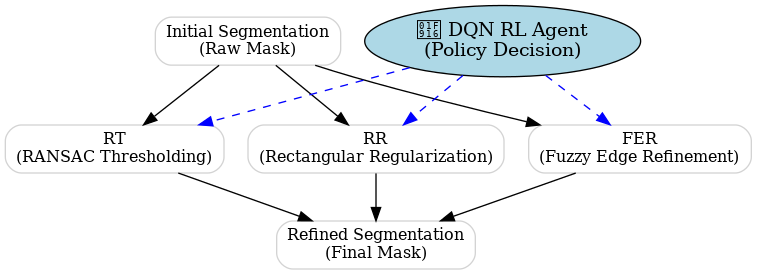 Initial Segmentation
(Raw Mask)
01F916 DQN RL Agent
(Policy Decision)
RT
(RANSAC Thresholding)
RR
(Rectangular Regularization)
FER
(Fuzzy Edge Refinement)
Refined Segmentation
(Final Mask)